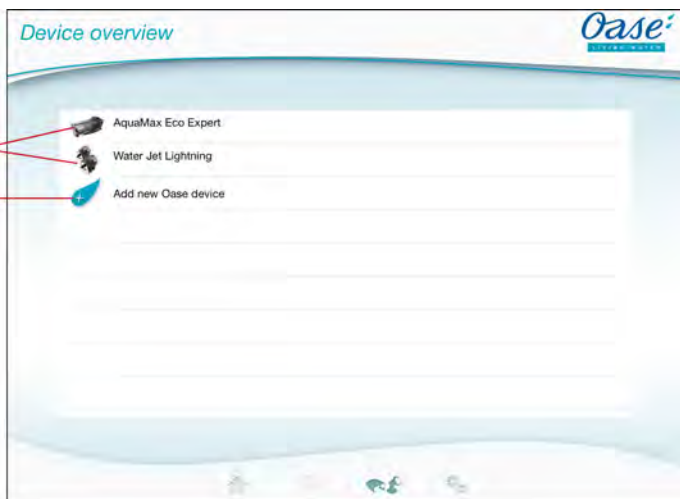 Device overview
Oase
LIVING WATER
AquaMax Eco Expert
Water Jet Lightning
Add new Oase device